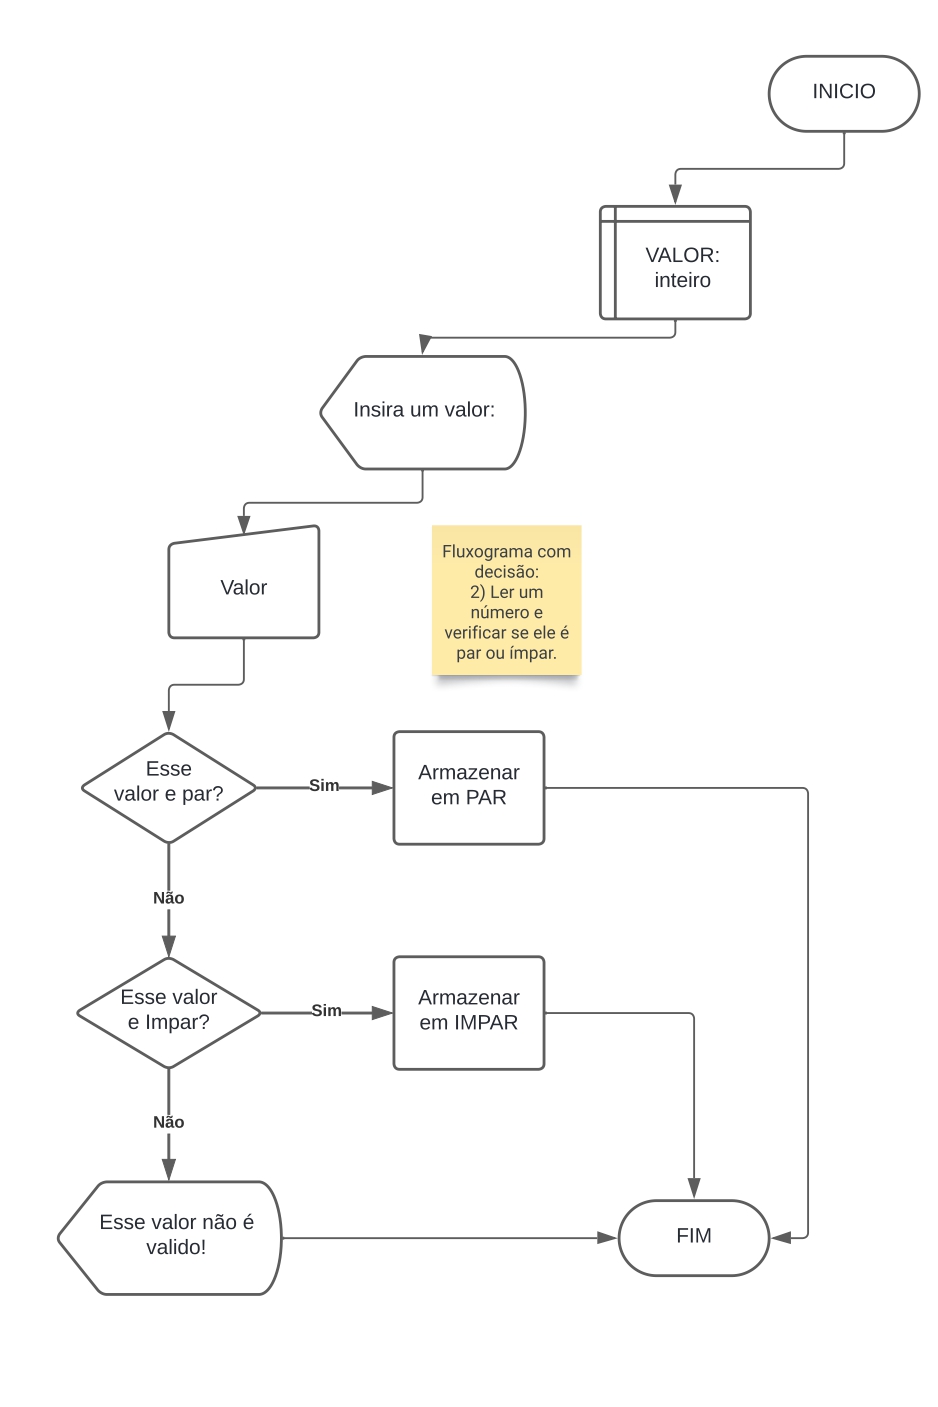 INICIO
VALOR:
inteiro
Insira um valor:
Valor
Fluxograma com
decisão:
2) Ler um
número e
verificar se ele é
par ou ímpar.
Esse
valor e par?
Sim
Armazenar
em PAR
Não
Esse valor
e Impar?
Sim
Armazenar
em IMPAR
Não
Esse valor não é
valido!
FIM